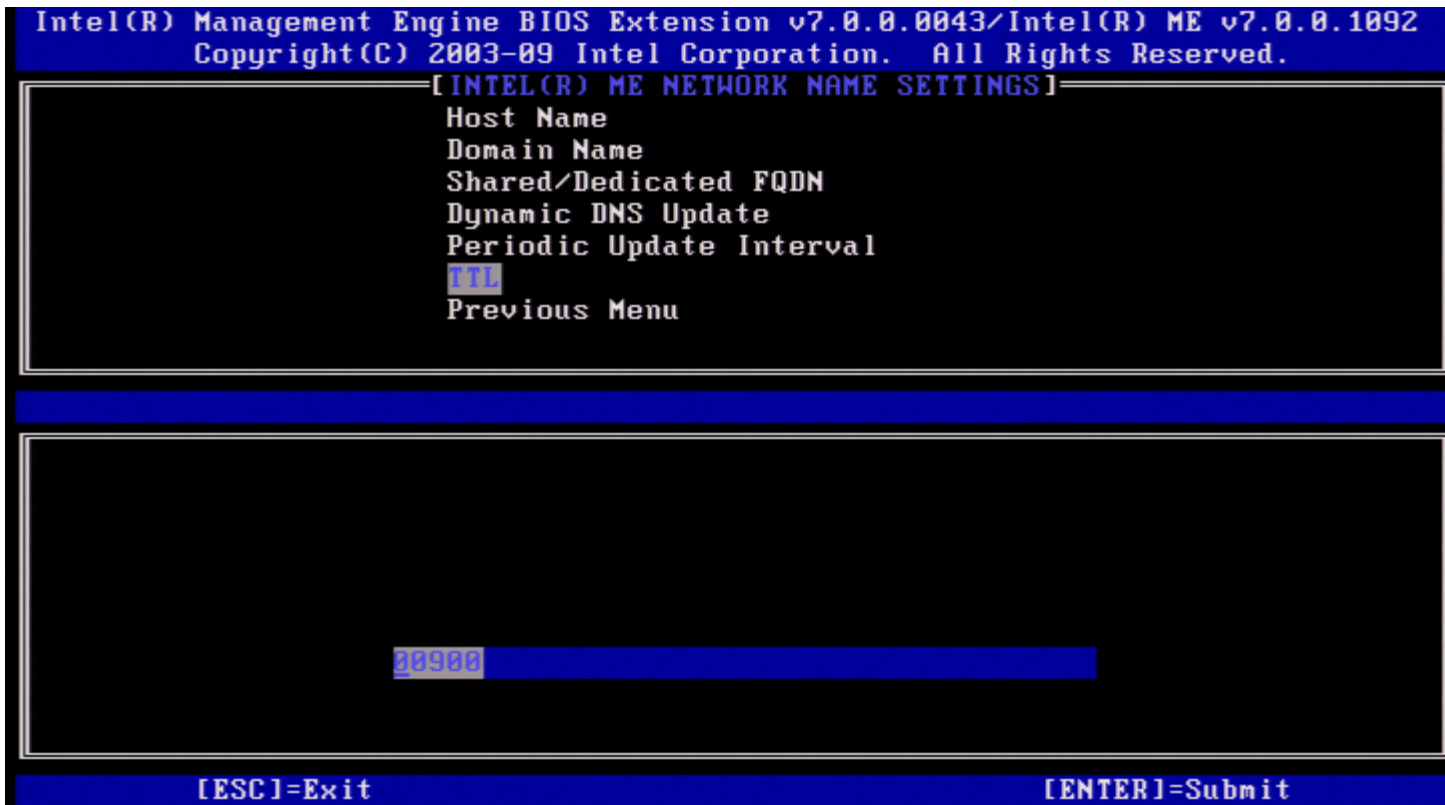 Intel(R) Management Engine BIOS Extension v7.0.0.0043/Intel(R) ME v7.0.0.1092
Copyright(C) 2003-09 Intel Corporation.  All Rights Reserved.
[INTEL(R) ME NETWORK NAME SETTINGS]
Host Name
Domain Name
Shared/Dedicated FQDN
Dynamic DNS Update
Periodic Update Interval
TTL
Previous Menu
00900
[ESC]=Exit [ENTER]=Submit